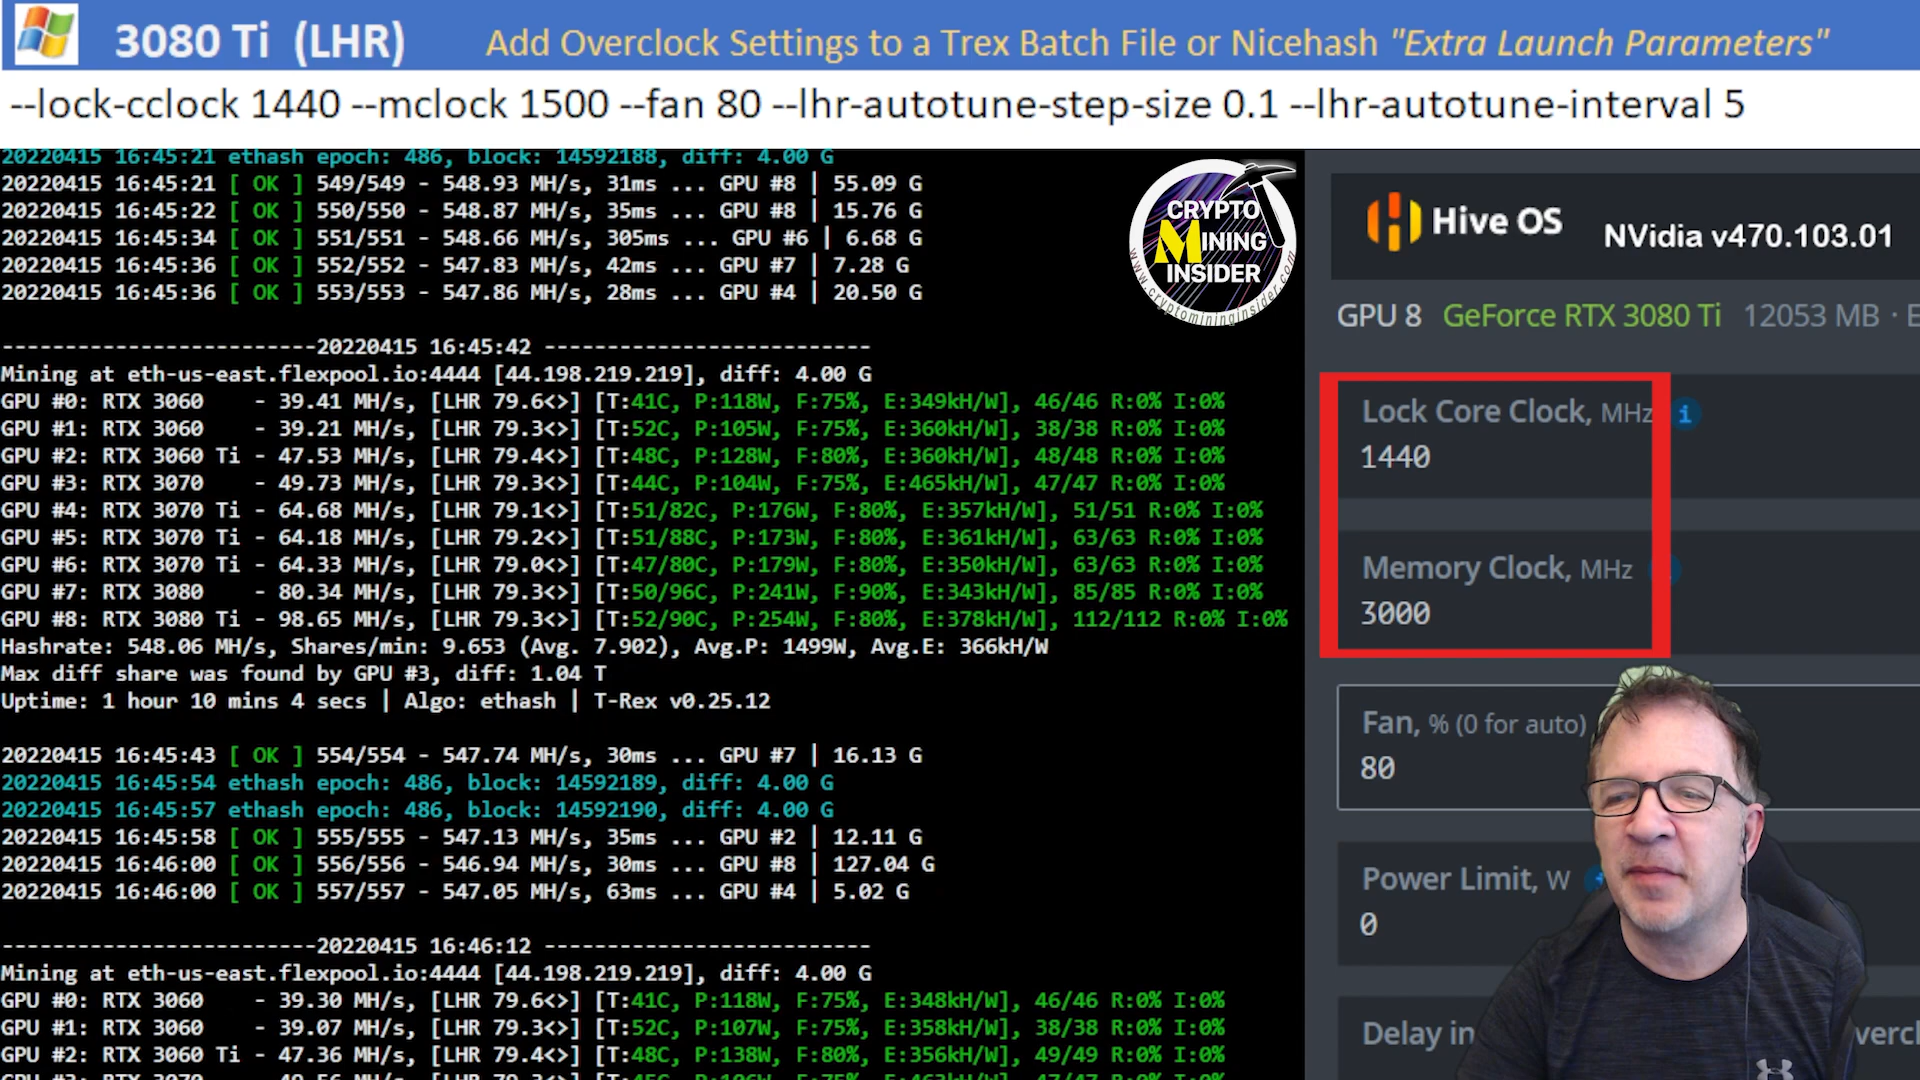 3080 Ti (LHR) Add Overclock Settings to a Trex Batch File or Nicehash "Extra Launch Parameters"
--lock-cclock 1440 --mclock 1500 --fan 80 --lhr-autotune-step-size 0.1 --lhr-autotune-interval 5
20220415 16:45:21 ethash epoch: 486, block: 14592188, diff: 4.00 G
20220415 16:45:21 [ OK ] 549/549 - 548.93 MH/s, 31ms ... GPU #8 | 55.09 G
20220415 16:45:22 [ OK ] 550/550 - 548.87 MH/s, 35ms ... GPU #8 | 15.76 G
20220415 16:45:34 [ OK ] 551/551 - 548.66 MH/s, 305ms ... GPU #6 | 6.68 G
20220415 16:45:36 [ OK ] 552/552 - 547.83 MH/s, 42ms ... GPU #7 | 7.28 G
20220415 16:45:36 [ OK ] 553/553 - 547.86 MH/s, 28ms ... GPU #4 | 20.50 G
-------------------------20220415 16:45:42 --------------------------
Mining at eth-us-east.flexpool.io:4444 [44.198.219.219], diff: 4.00 G
GPU #0: RTX 3060 - 39.41 MH/s, [LHR 79.6<>] [T:41C, P:118W, F:75%, E:349kH/W], 46/46 R:0% I:0%
GPU #1: RTX 3060 - 39.21 MH/s, [LHR 79.3<>] [T:52C, P:105W, F:75%, E:360kH/W], 38/38 R:0% I:0%
GPU #2: RTX 3060 Ti - 47.53 MH/s, [LHR 79.4<>] [T:48C, P:128W, F:80%, E:360kH/W], 48/48 R:0% I:0%
GPU #3: RTX 3070 - 49.73 MH/s, [LHR 79.3<>] [T:44C, P:104W, F:75%, E:465kH/W], 47/47 R:0% I:0%
GPU #4: RTX 3070 Ti - 64.68 MH/s, [LHR 79.1<>] [T:51/82C, P:176W, F:80%, E:357kH/W], 51/51 R:0% I:0%
GPU #5: RTX 3070 Ti - 64.18 MH/s, [LHR 79.2<>] [T:51/88C, P:173W, F:80%, E:361kH/W], 63/63 R:0% I:0%
GPU #6: RTX 3070 Ti - 64.33 MH/s, [LHR 79.0<>] [T:47/80C, P:179W, F:80%, E:350kH/W], 63/63 R:0% I:0%
GPU #7: RTX 3080 - 80.34 MH/s, [LHR 79.3<>] [T:50/96C, P:241W, F:90%, E:343kH/W], 85/85 R:0% I:0%
GPU #8: RTX 3080 Ti - 98.65 MH/s, [LHR 79.3<>] [T:52/90C, P:254W, F:80%, E:378kH/W], 112/112 R:0% I:0%
Hashrate: 548.06 MH/s, Shares/min: 9.653 (Avg. 7.902), Avg.P: 1499W, Avg.E: 366kH/W
Max diff share was found by GPU #3, diff: 1.04 T
Uptime: 1 hour 10 mins 4 secs | Algo: ethash | T-Rex v0.25.12
20220415 16:45:43 [ OK ] 554/554 - 547.74 MH/s, 30ms ... GPU #7 | 16.13 G
20220415 16:45:54 ethash epoch: 486, block: 14592189, diff: 4.00 G
20220415 16:45:57 ethash epoch: 486, block: 14592190, diff: 4.00 G
20220415 16:45:58 [ OK ] 555/555 - 547.13 MH/s, 35ms ... GPU #2 | 12.11 G
20220415 16:46:00 [ OK ] 556/556 - 546.94 MH/s, 30ms ... GPU #8 | 127.04 G
20220415 16:46:00 [ OK ] 557/557 - 547.05 MH/s, 63ms ... GPU #4 | 5.02 G
-------------------------20220415 16:46:12 --------------------------
Mining at eth-us-east.flexpool.io:4444 [44.198.219.219], diff: 4.00 G
GPU #0: RTX 3060 - 39.30 MH/s, [LHR 79.6<>] [T:41C, P:118W, F:75%, E:348kH/W], 46/46 R:0% I:0%
GPU #1: RTX 3060 - 39.07 MH/s, [LHR 79.3<>] [T:52C, P:107W, F:75%, E:358kH/W], 38/38 R:0% I:0%
GPU #2: RTX 3060 Ti - 47.36 MH/s, [LHR 79.4<>] [T:48C, P:138W, F:80%, E:356kH/W], 49/49 R:0% I:0%
CRYPTO
MINING
INSIDER
www.cryptomininginsider.com
Hive OS NVidia v470.103.01
GPU 8 GeForce RTX 3080 Ti 12053 MB · E
Lock Core Clock, MHz
1440
Memory Clock, MHz
3000
Fan, % (0 for auto)
80
Power Limit, W
0
Delay in vercl